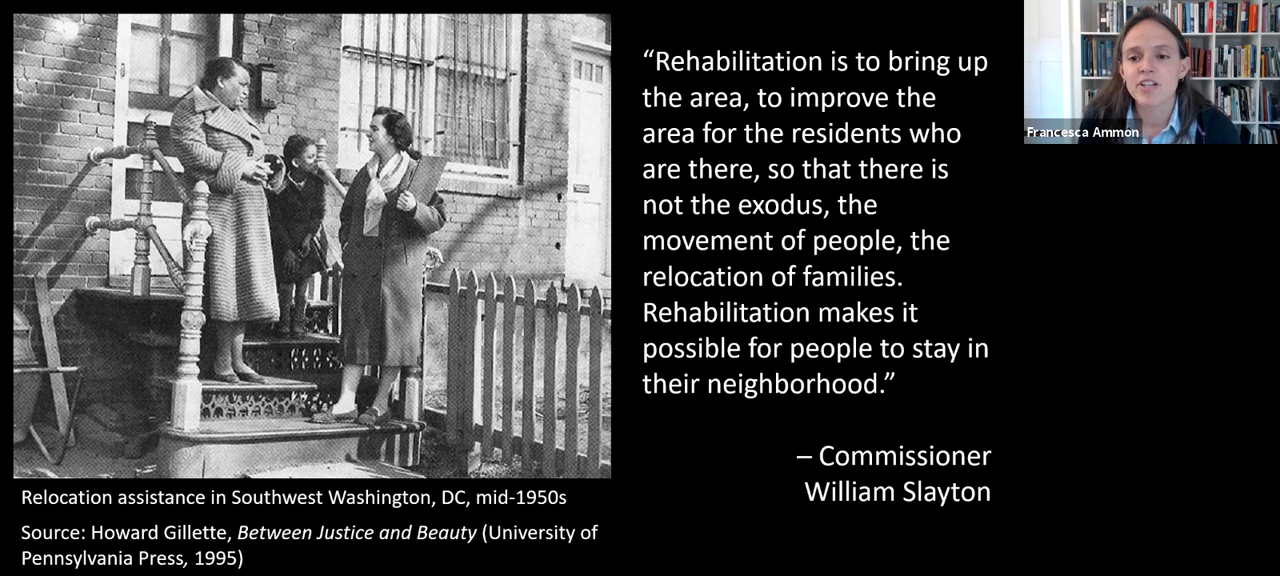 “Rehabilitation is to bring up
the area, to improve the
area for the residents who
are there, so that there is
not the exodus, the
movement of people, the
relocation of families.
Rehabilitation makes it
possible for people to stay in
their neighborhood.”
– Commissioner
William Slayton
Relocation assistance in Southwest Washington, DC, mid-1950s
Source: Howard Gillette, Between Justice and Beauty (University of
Pennsylvania Press, 1995)
Francesca Ammon